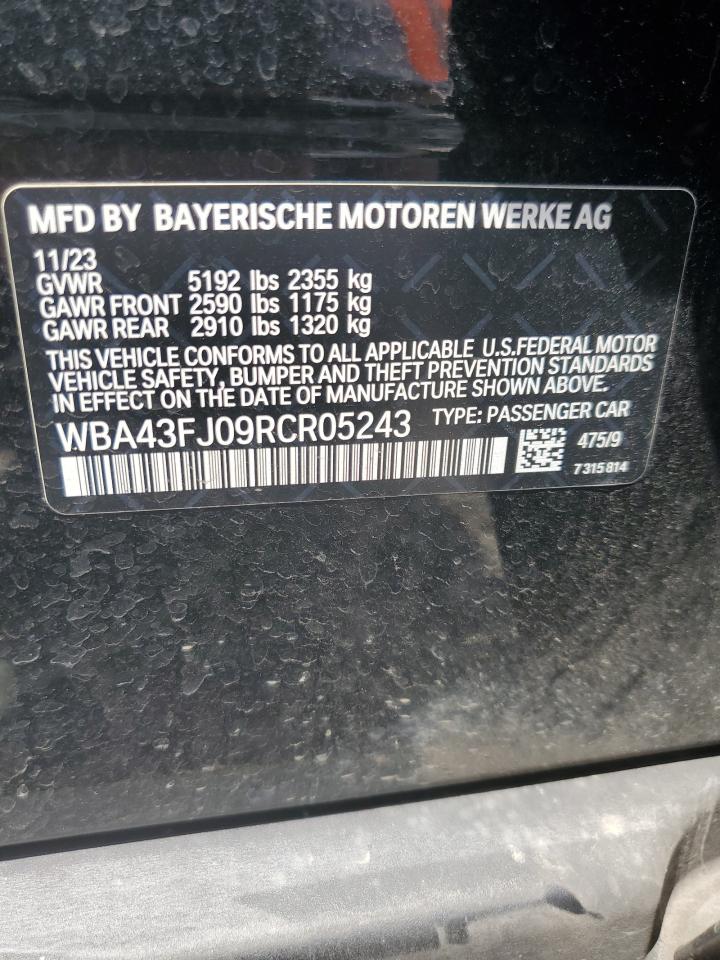 MFD BY BAYERISCHE MOTOREN WERKE AG
11/23
GVWR 5192 lbs 2355 kg
GAWR FRONT 2590 lbs 1175 kg
GAWR REAR 2910 lbs 1320 kg
THIS VEHICLE CONFORMS TO ALL APPLICABLE U.S.FEDERAL MOTOR
VEHICLE SAFETY, BUMPER AND THEFT PREVENTION STANDARDS
IN EFFECT ON THE DATE OF MANUFACTURE SHOWN ABOVE.
WBA43FJ09RCR05243 TYPE: PASSENGER CAR
475/9
7 315 814